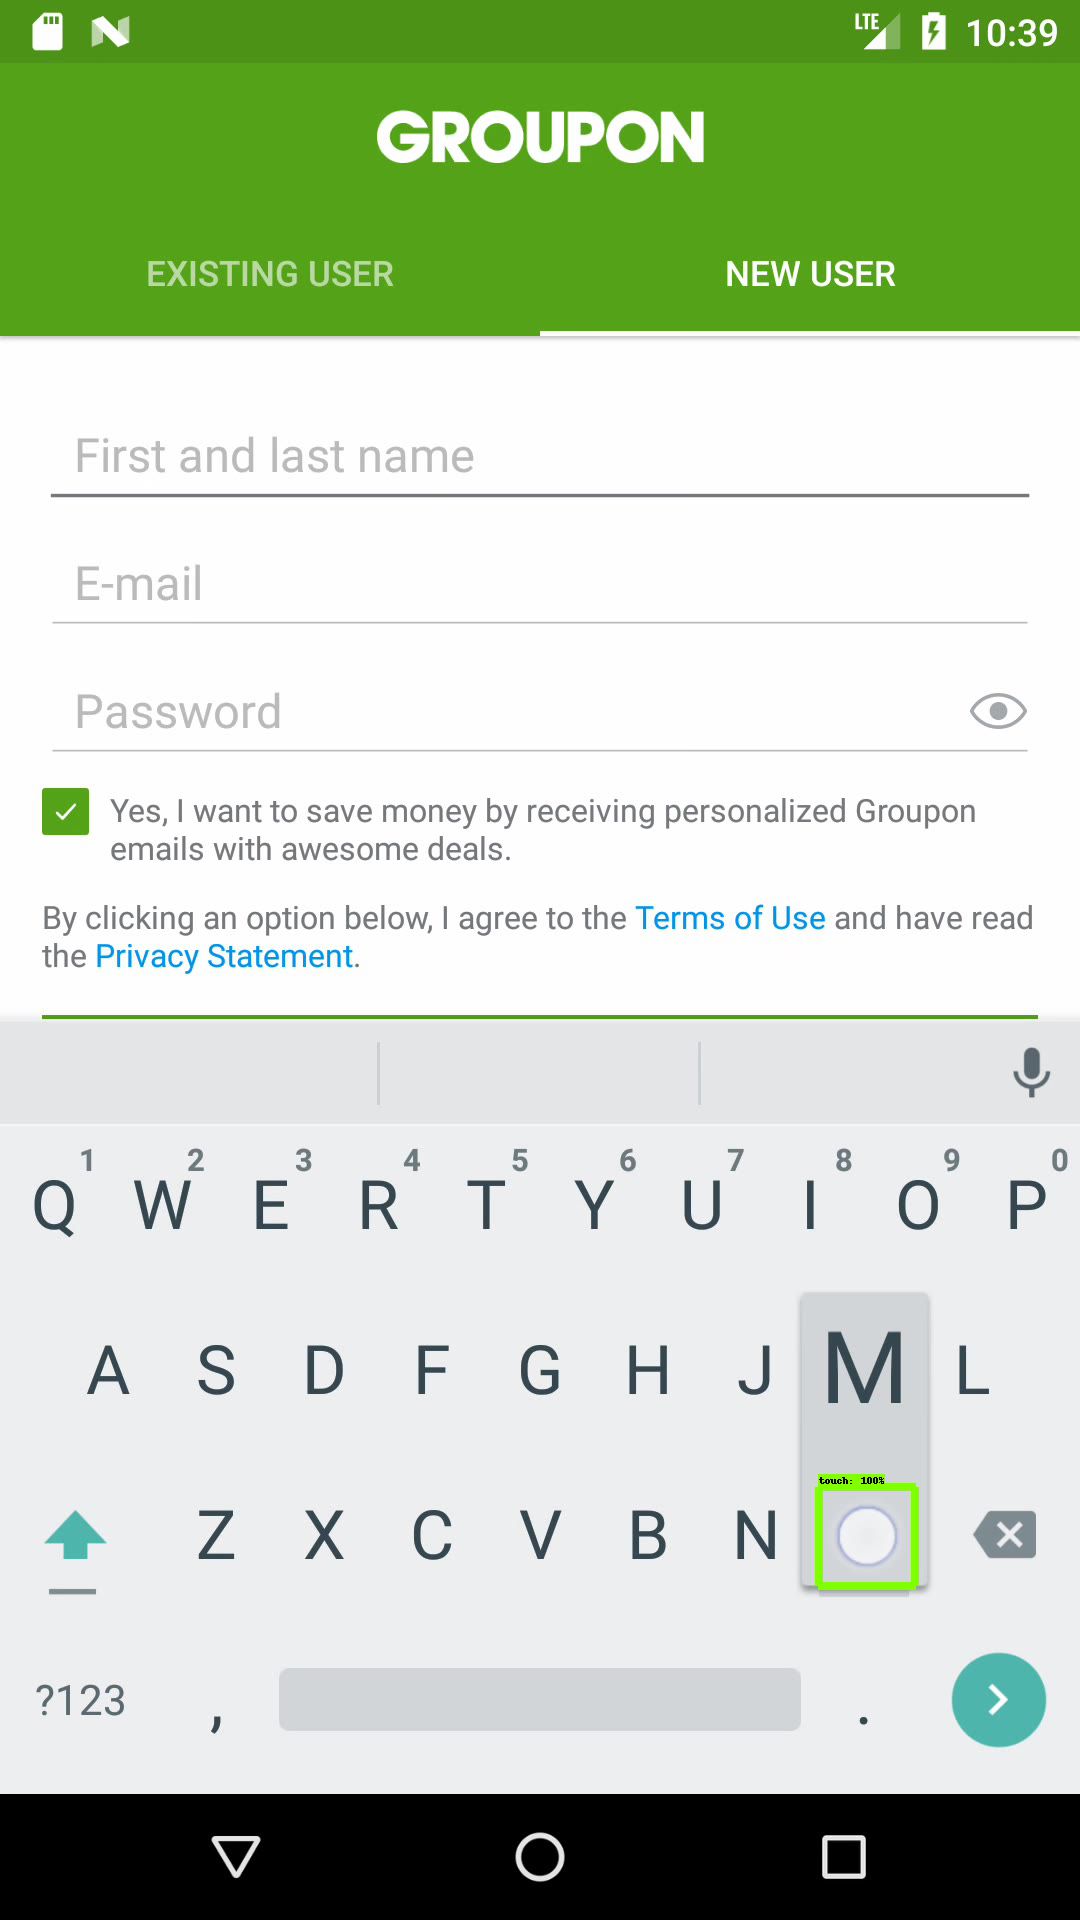 LTE 10:39
GROUPON
EXISTING USER NEW USER
First and last name
E-mail
Password
Yes, I want to save money by receiving personalized Groupon
emails with awesome deals.
By clicking an option below, I agree to the Terms of Use and have read
the Privacy Statement.
1 2 3 4 5 6 7 8 9 0
Q W E R T Y U I O P
A S D F G H J M L
touch: 100%
Z X C V B N
?123 , .